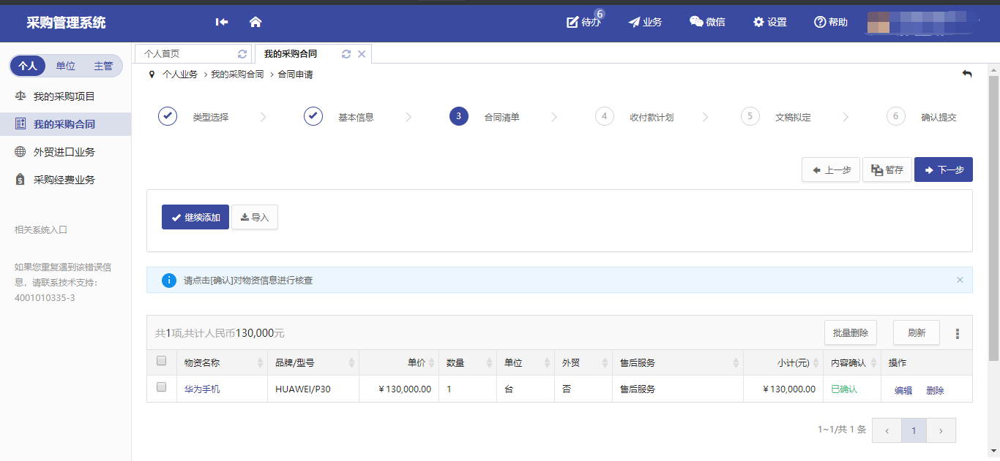 采购管理系统
待办 6 业务 微信 设置 帮助
个人 单位 主管
我的采购项目
我的采购合同
外贸进口业务
采购经费业务
相关系统入口
如果您重复遇到该错误信
息，请联系技术支持：
4001010335-3
个人首页 我的采购合同
个人业务 > 我的采购合同 > 合同申请
类型选择 > 基本信息 > 3 合同清单 > 4 收付款计划 > 5 文稿拟定 > 6 确认提交
上一步 暂存 下一步
继续添加 导入
请点击[确认]对物资信息进行核查
共1项,共计人民币130,000元 批量删除 刷新
物资名称 品牌/型号 单价 数量 单位 外贸 售后服务 小计(元) 内容确认 操作
华为手机 HUAWEI/P30 ￥130,000.00 1 台 否 售后服务 ￥130,000.00 已确认 编辑 删除
1~1/共 1 条 ‹ 1 ›